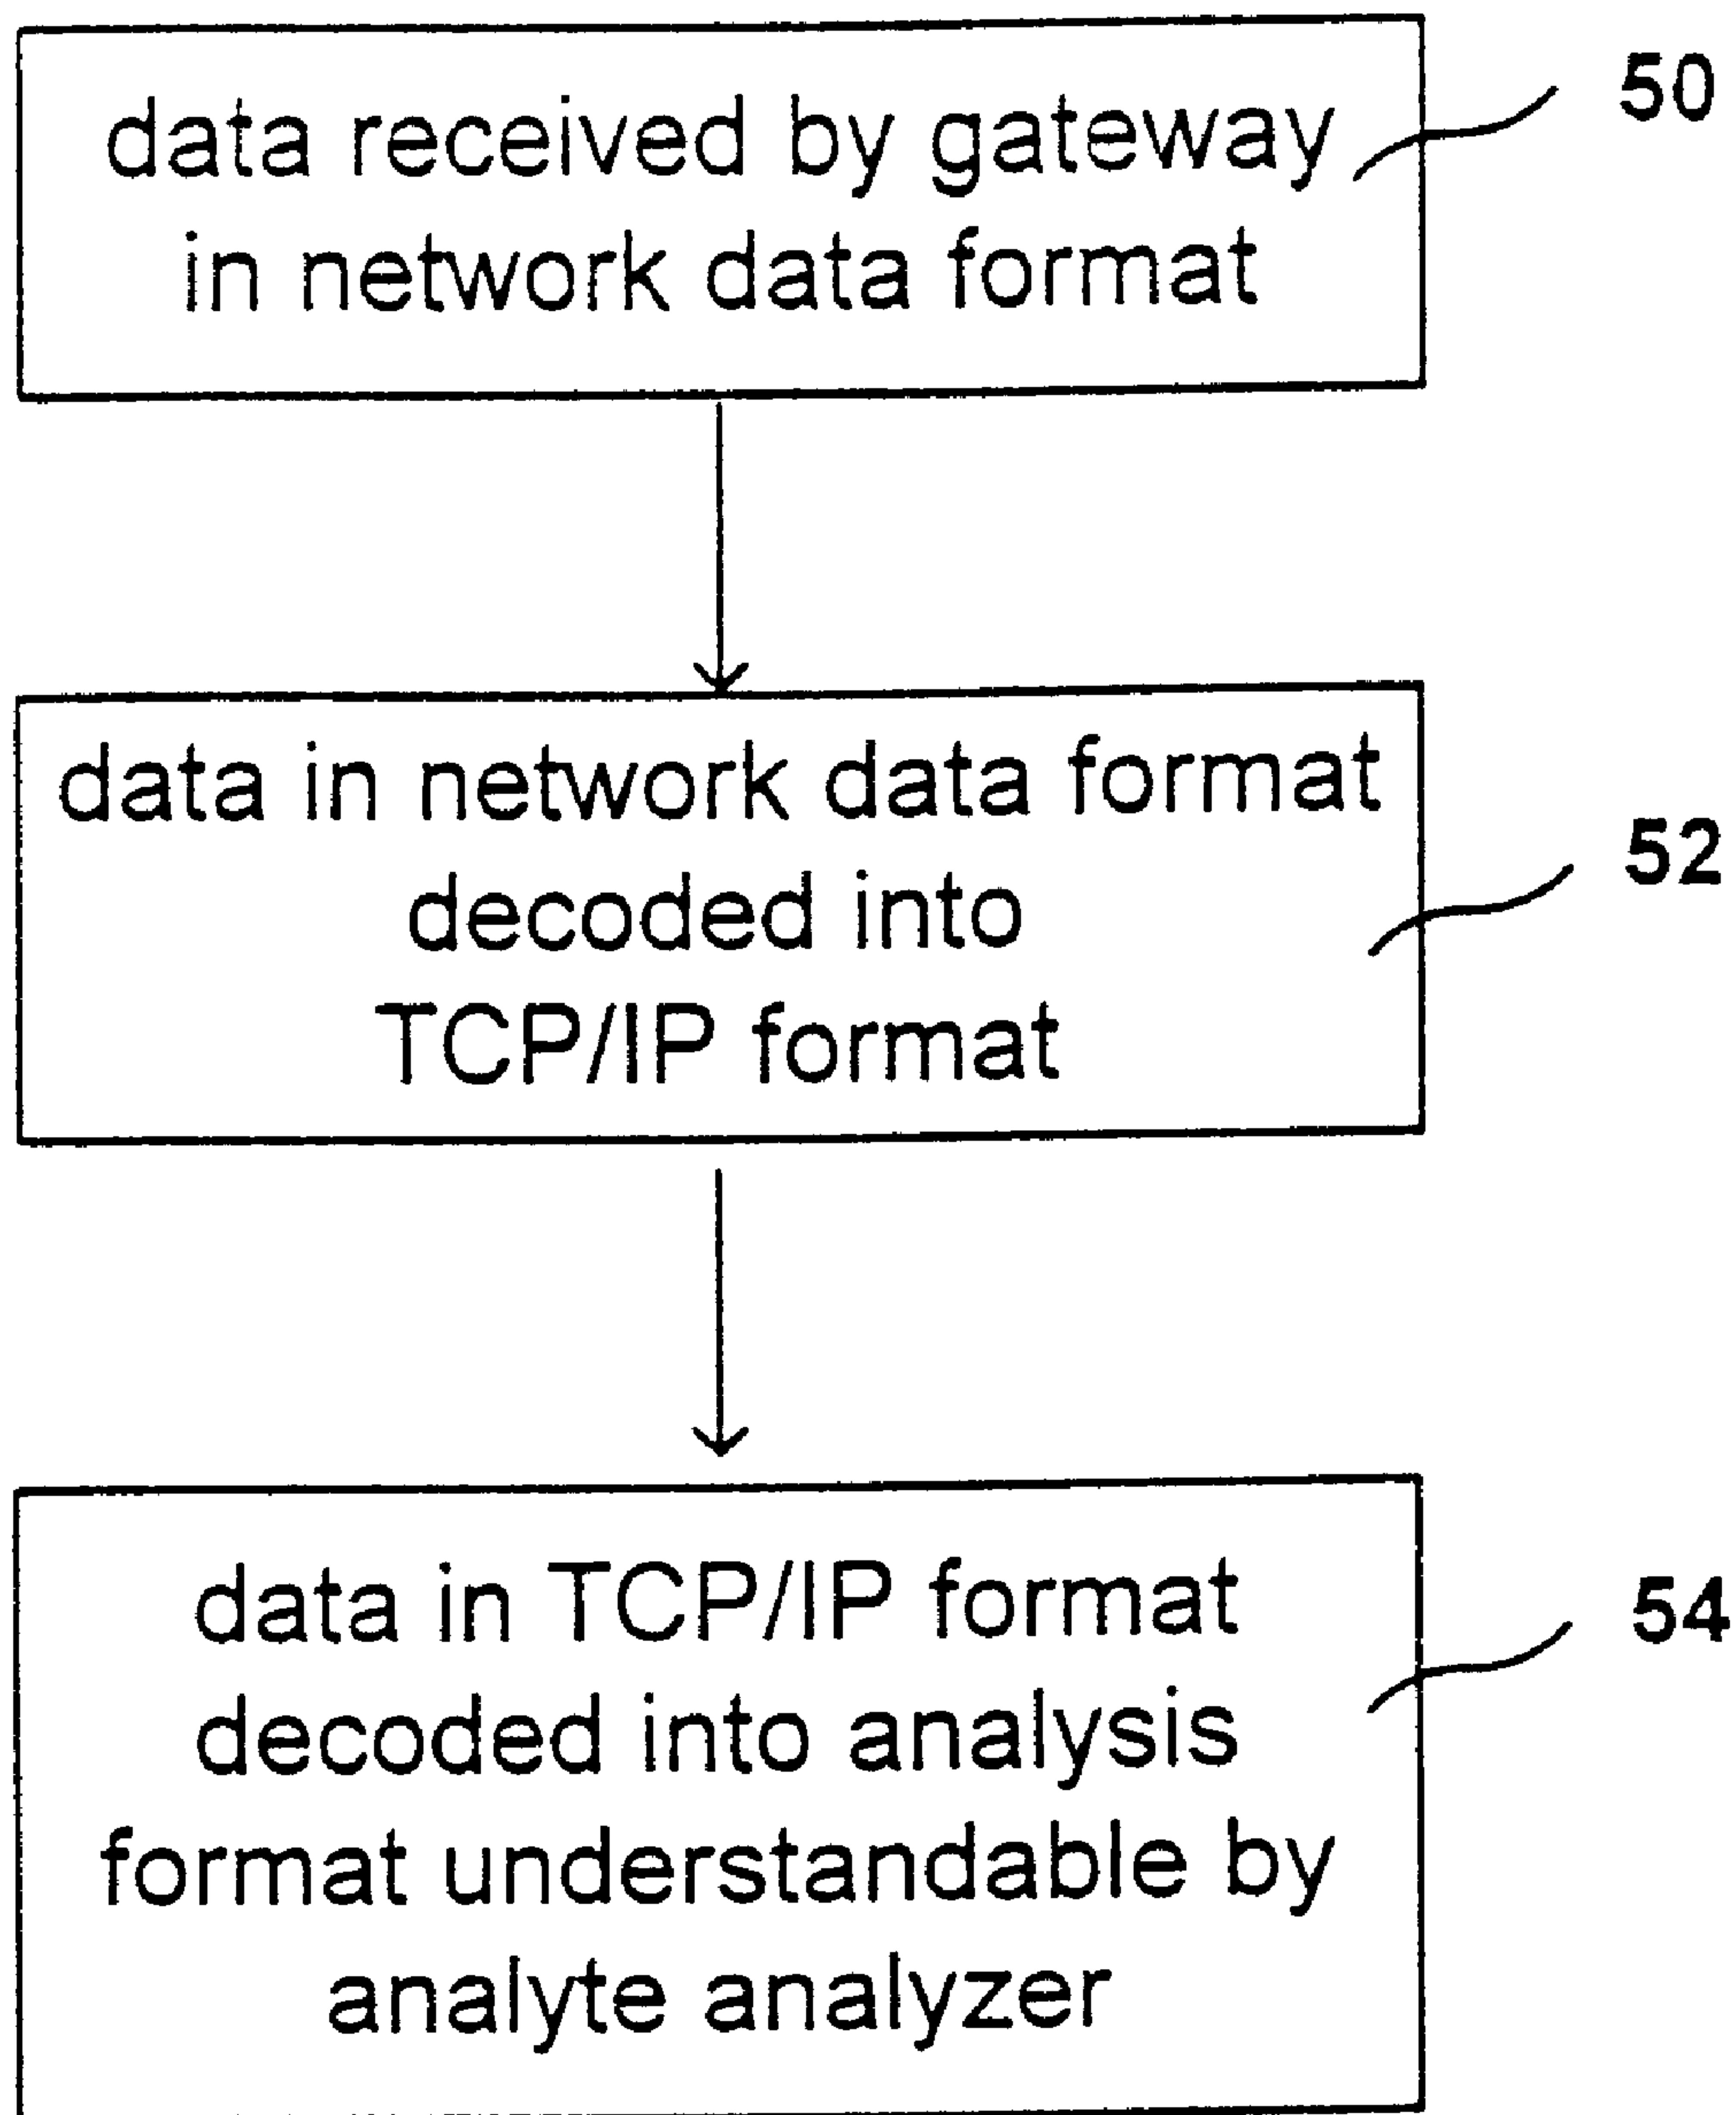 data received by gateway
in network data format
50
data in network data format
decoded into
TCP/IP format
52
data in TCP/IP format
decoded into analysis
format understandable by
analyte analyzer
54